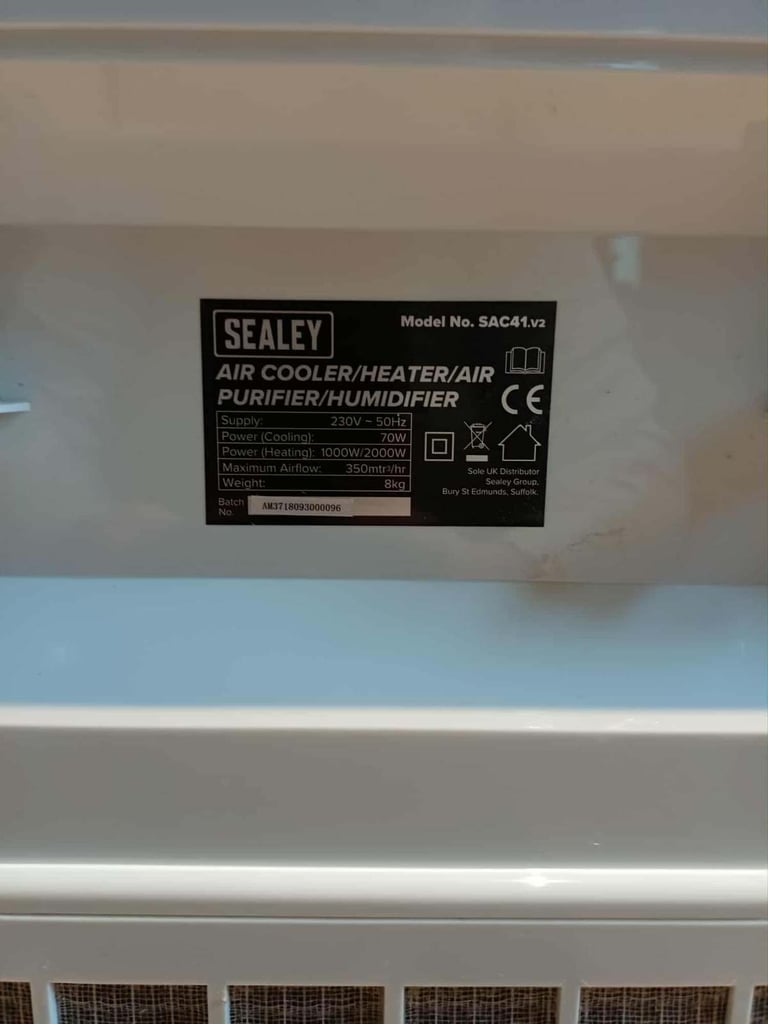 SEALEY
Model No. SAC41.V2
AIR COOLER/HEATER/AIR
PURIFIER/HUMIDIFIER
CE
Supply: 230V ~ 50Hz
Power (Cooling): 70W
Power (Heating): 1000W/2000W
Maximum Airflow: 350mtr³/hr
Weight: 8kg
Batch No. AM3718093000096
Sole UK Distributor
Sealey Group,
Bury St Edmunds, Suffolk.